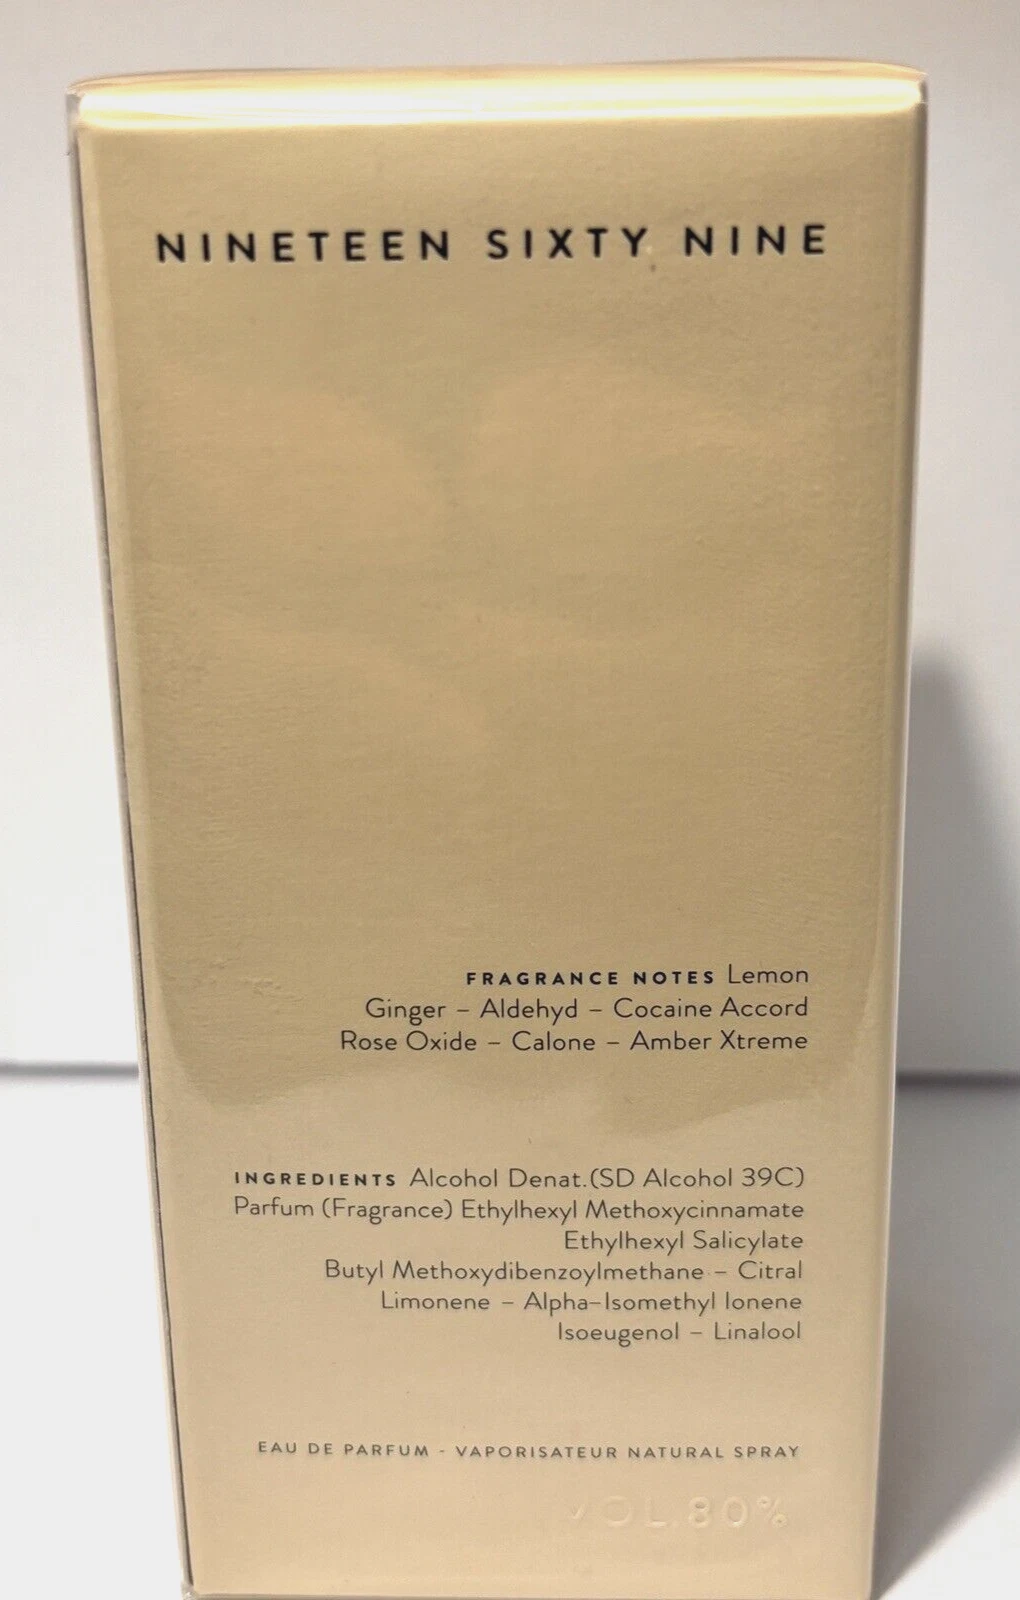 NINETEEN SIXTY NINE
FRAGRANCE NOTES Lemon
Ginger – Aldehyd – Cocaine Accord
Rose Oxide – Calone – Amber Xtreme
INGREDIENTS Alcohol Denat.(SD Alcohol 39C)
Parfum (Fragrance) Ethylhexyl Methoxycinnamate
Ethylhexyl Salicylate
Butyl Methoxydibenzoylmethane – Citral
Limonene – Alpha–Isomethyl Ionene
Isoeugenol – Linalool
EAU DE PARFUM - VAPORISATEUR NATURAL SPRAY
VOL.80%